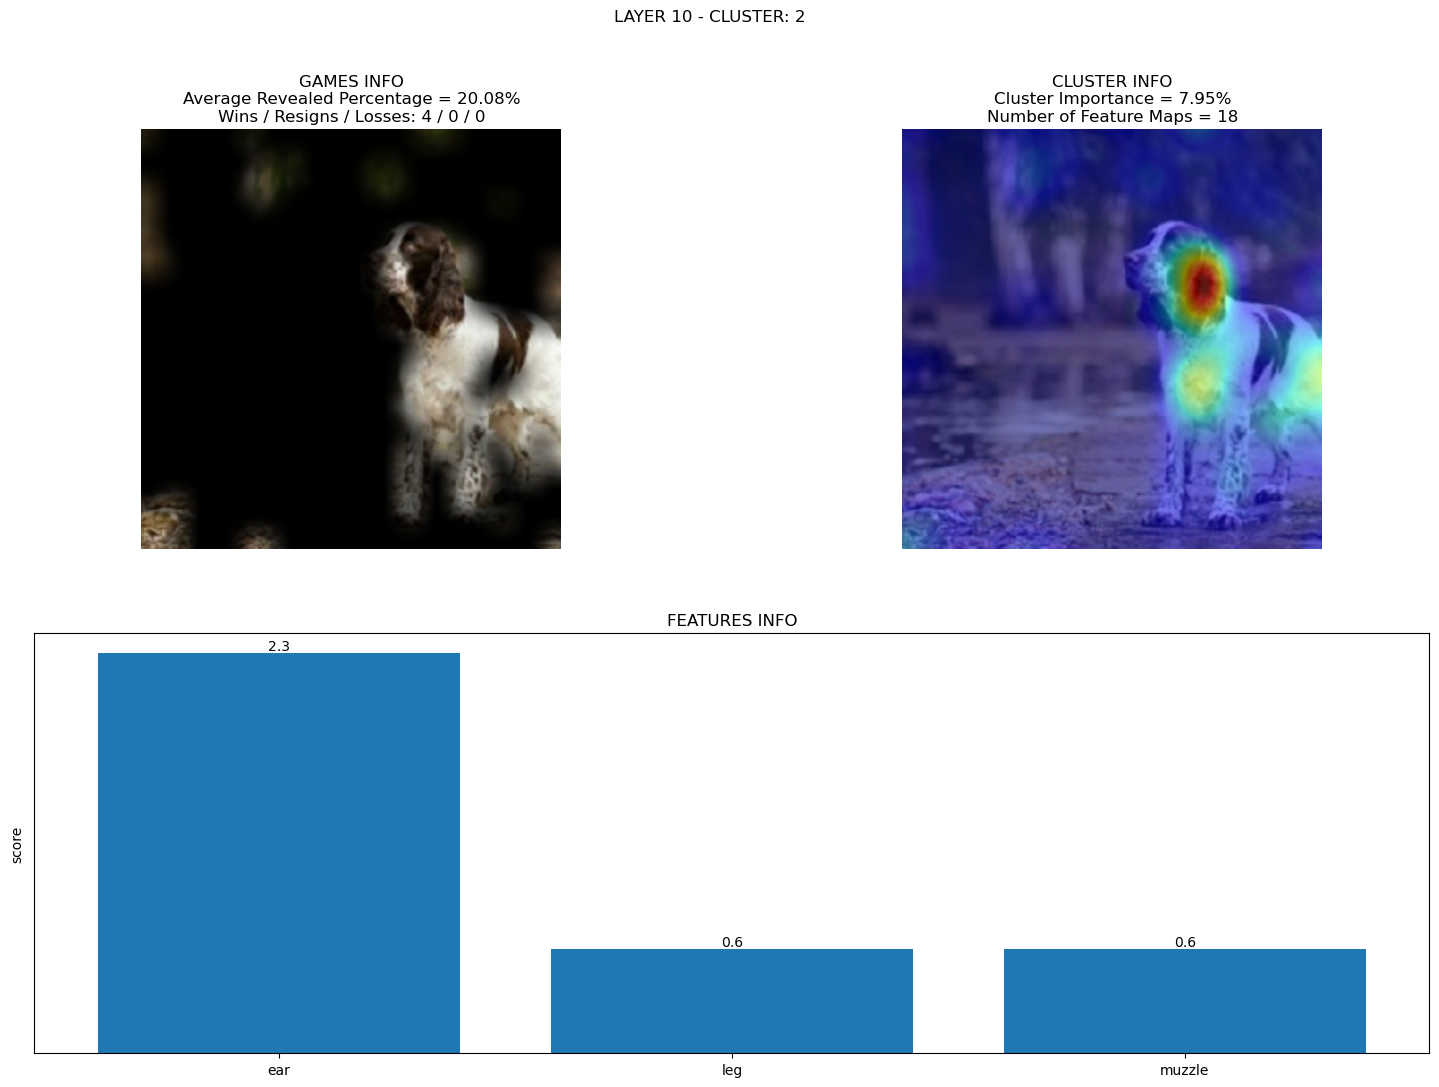 LAYER 10 - CLUSTER: 2
GAMES INFO
Average Revealed Percentage = 20.08%
Wins / Resigns / Losses: 4 / 0 / 0
CLUSTER INFO
Cluster Importance = 7.95%
Number of Feature Maps = 18
FEATURES INFO
score
2.3
0.6
0.6
ear
leg
muzzle